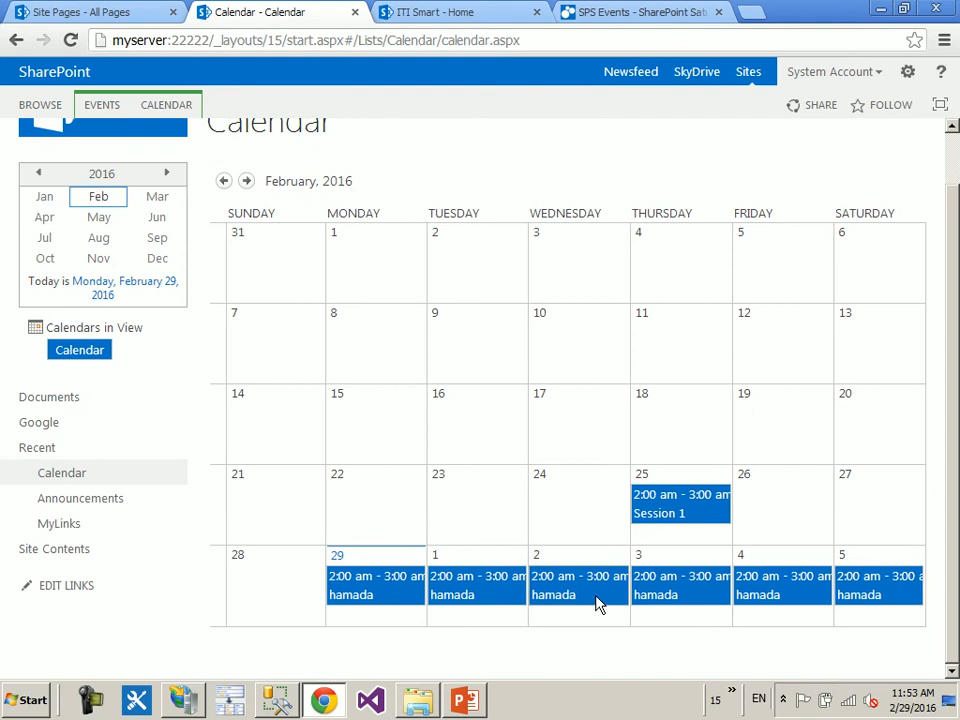 Site Pages - All Pages
Calendar - Calendar
ITI Smart - Home
SPS Events - SharePoint Satu
myserver:22222/_layouts/15/start.aspx#/Lists/Calendar/calendar.aspx
SharePoint
Newsfeed SkyDrive Sites System Account ?
BROWSE EVENTS CALENDAR SHARE FOLLOW
Calendar
2016
Jan Feb Mar
Apr May Jun
Jul Aug Sep
Oct Nov Dec
Today is Monday, February 29,
2016
Calendars in View
Calendar
Documents
Google
Recent
Calendar
Announcements
MyLinks
Site Contents
EDIT LINKS
February, 2016
SUNDAY MONDAY TUESDAY WEDNESDAY THURSDAY FRIDAY SATURDAY
31 1 2 3 4 5 6
7 8 9 10 11 12 13
14 15 16 17 18 19 20
21 22 23 24 25 26 27
2:00 am - 3:00 am
Session 1
28 29 1 2 3 4 5
2:00 am - 3:00 am 2:00 am - 3:00 am 2:00 am - 3:00 am 2:00 am - 3:00 am 2:00 am - 3:00 am 2:00 am - 3:00 a
hamada hamada hamada hamada hamada hamada
Start
15 » EN
11:53 AM
2/29/2016